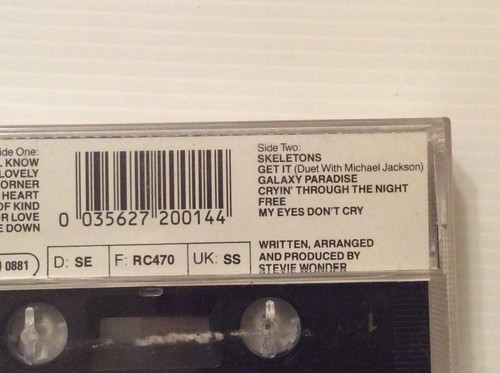 ide One:
KNOW
LOVELY
ORNER
HEART
OF KIND
R LOVE
E DOWN
0 035627 200144
Side Two:
SKELETONS
GET IT (Duet With Michael Jackson)
GALAXY PARADISE
CRYIN' THROUGH THE NIGHT
FREE
MY EYES DON'T CRY
WRITTEN, ARRANGED
AND PRODUCED BY
STEVIE WONDER
0881
D: SE
F: RC470
UK: SS